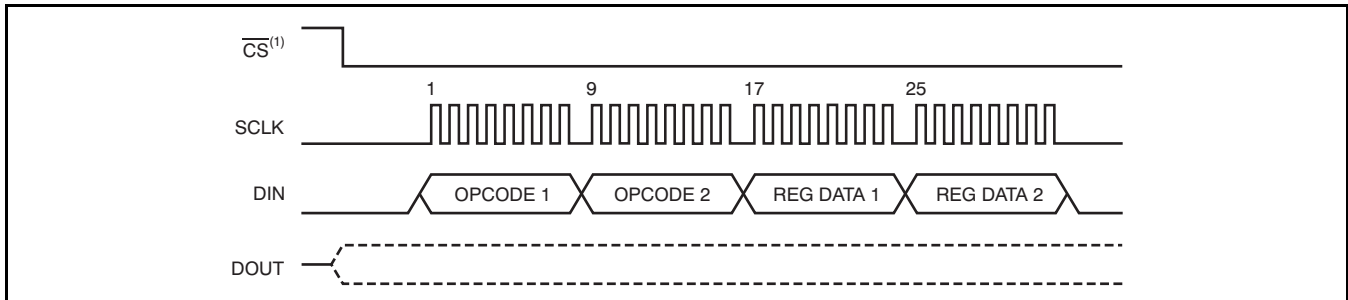 CS(1)
1 9 17 25
SCLK
DIN OPCODE 1 OPCODE 2 REG DATA 1 REG DATA 2
DOUT